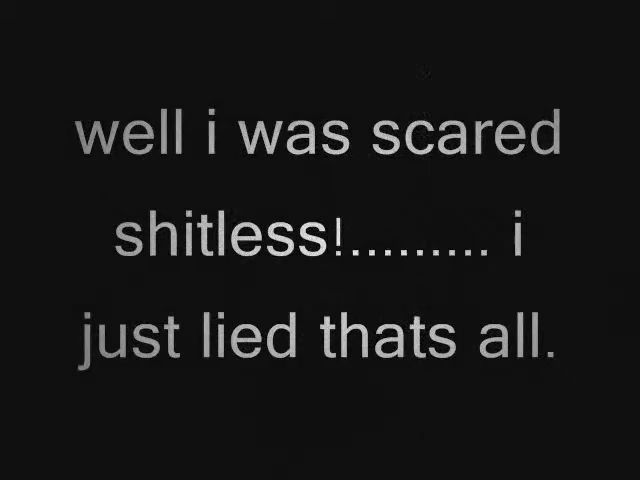 well i was scared
shitless!......... i
just lied thats all.